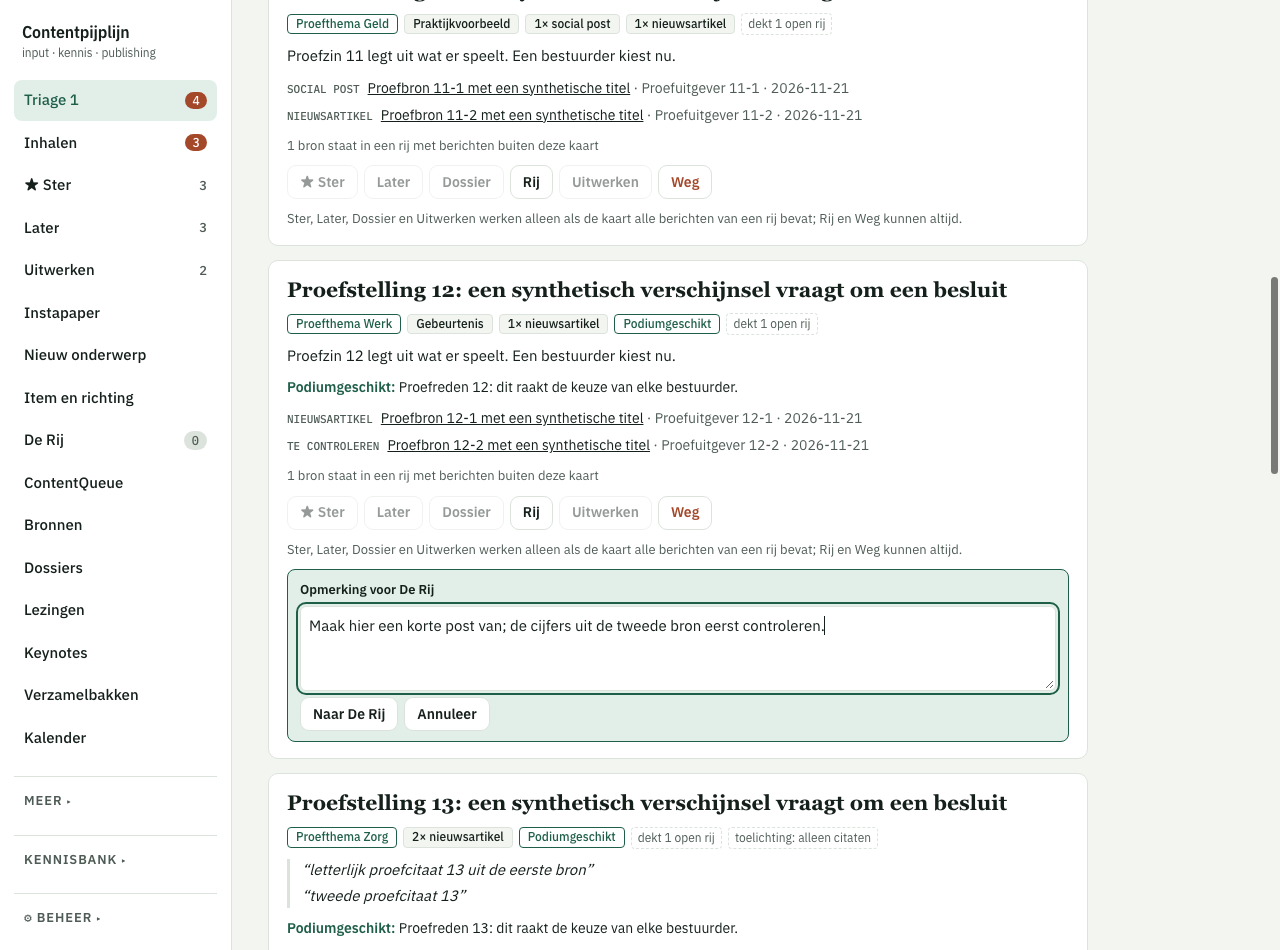 Contentpijplijn
input · kennis · publishing
Triage 1 4
Inhalen 3
★ Ster 3
Later 3
Uitwerken 2
Instapaper
Nieuw onderwerp
Item en richting
De Rij 0
ContentQueue
Bronnen
Dossiers
Lezingen
Keynotes
Verzamelbakken
Kalender
MEER ▸
KENNISBANK ▸
⚙ BEHEER ▸
Proefthema Geld Praktijkvoorbeeld 1× social post 1× nieuwsartikel dekt 1 open rij
Proefzin 11 legt uit wat er speelt. Een bestuurder kiest nu.
SOCIAL POST Proefbron 11-1 met een synthetische titel · Proefuitgever 11-1 · 2026-11-21
NIEUWSARTIKEL Proefbron 11-2 met een synthetische titel · Proefuitgever 11-2 · 2026-11-21
1 bron staat in een rij met berichten buiten deze kaart
★ Ster Later Dossier Rij Uitwerken Weg
Ster, Later, Dossier en Uitwerken werken alleen als de kaart alle berichten van een rij bevat; Rij en Weg kunnen altijd.
Proefstelling 12: een synthetisch verschijnsel vraagt om een besluit
Proefthema Werk Gebeurtenis 1× nieuwsartikel Podiumgeschikt dekt 1 open rij
Proefzin 12 legt uit wat er speelt. Een bestuurder kiest nu.
Podiumgeschikt: Proefreden 12: dit raakt de keuze van elke bestuurder.
NIEUWSARTIKEL Proefbron 12-1 met een synthetische titel · Proefuitgever 12-1 · 2026-11-21
TE CONTROLEREN Proefbron 12-2 met een synthetische titel · Proefuitgever 12-2 · 2026-11-21
1 bron staat in een rij met berichten buiten deze kaart
★ Ster Later Dossier Rij Uitwerken Weg
Ster, Later, Dossier en Uitwerken werken alleen als de kaart alle berichten van een rij bevat; Rij en Weg kunnen altijd.
Opmerking voor De Rij
Maak hier een korte post van; de cijfers uit de tweede bron eerst controleren.
Naar De Rij Annuleer
Proefstelling 13: een synthetisch verschijnsel vraagt om een besluit
Proefthema Zorg 2× nieuwsartikel Podiumgeschikt dekt 1 open rij toelichting: alleen citaten
“letterlijk proefcitaat 13 uit de eerste bron”
“tweede proefcitaat 13”
Podiumgeschikt: Proefreden 13: dit raakt de keuze van elke bestuurder.